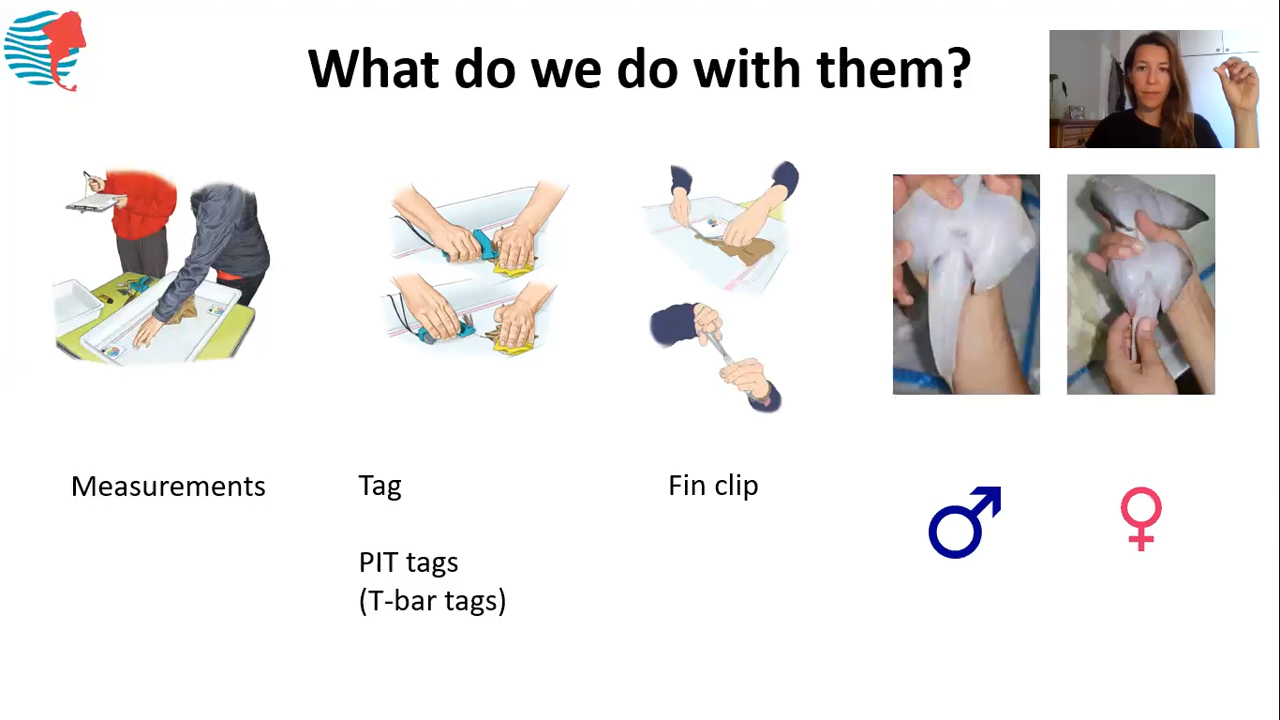 What do we do with them?
Measurements
Tag
Fin clip
PIT tags
(T-bar tags)